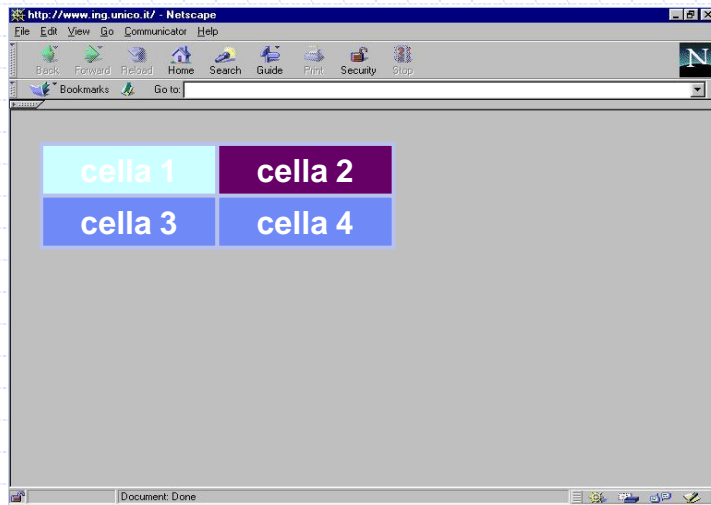 http://www.ing.unico.it/ - Netscape
File Edit View Go Communicator Help
Back Forward Reload Home Search Guide Print Security Stop
N
Bookmarks Go to:
cella 1 cella 2
cella 3 cella 4
Document: Done